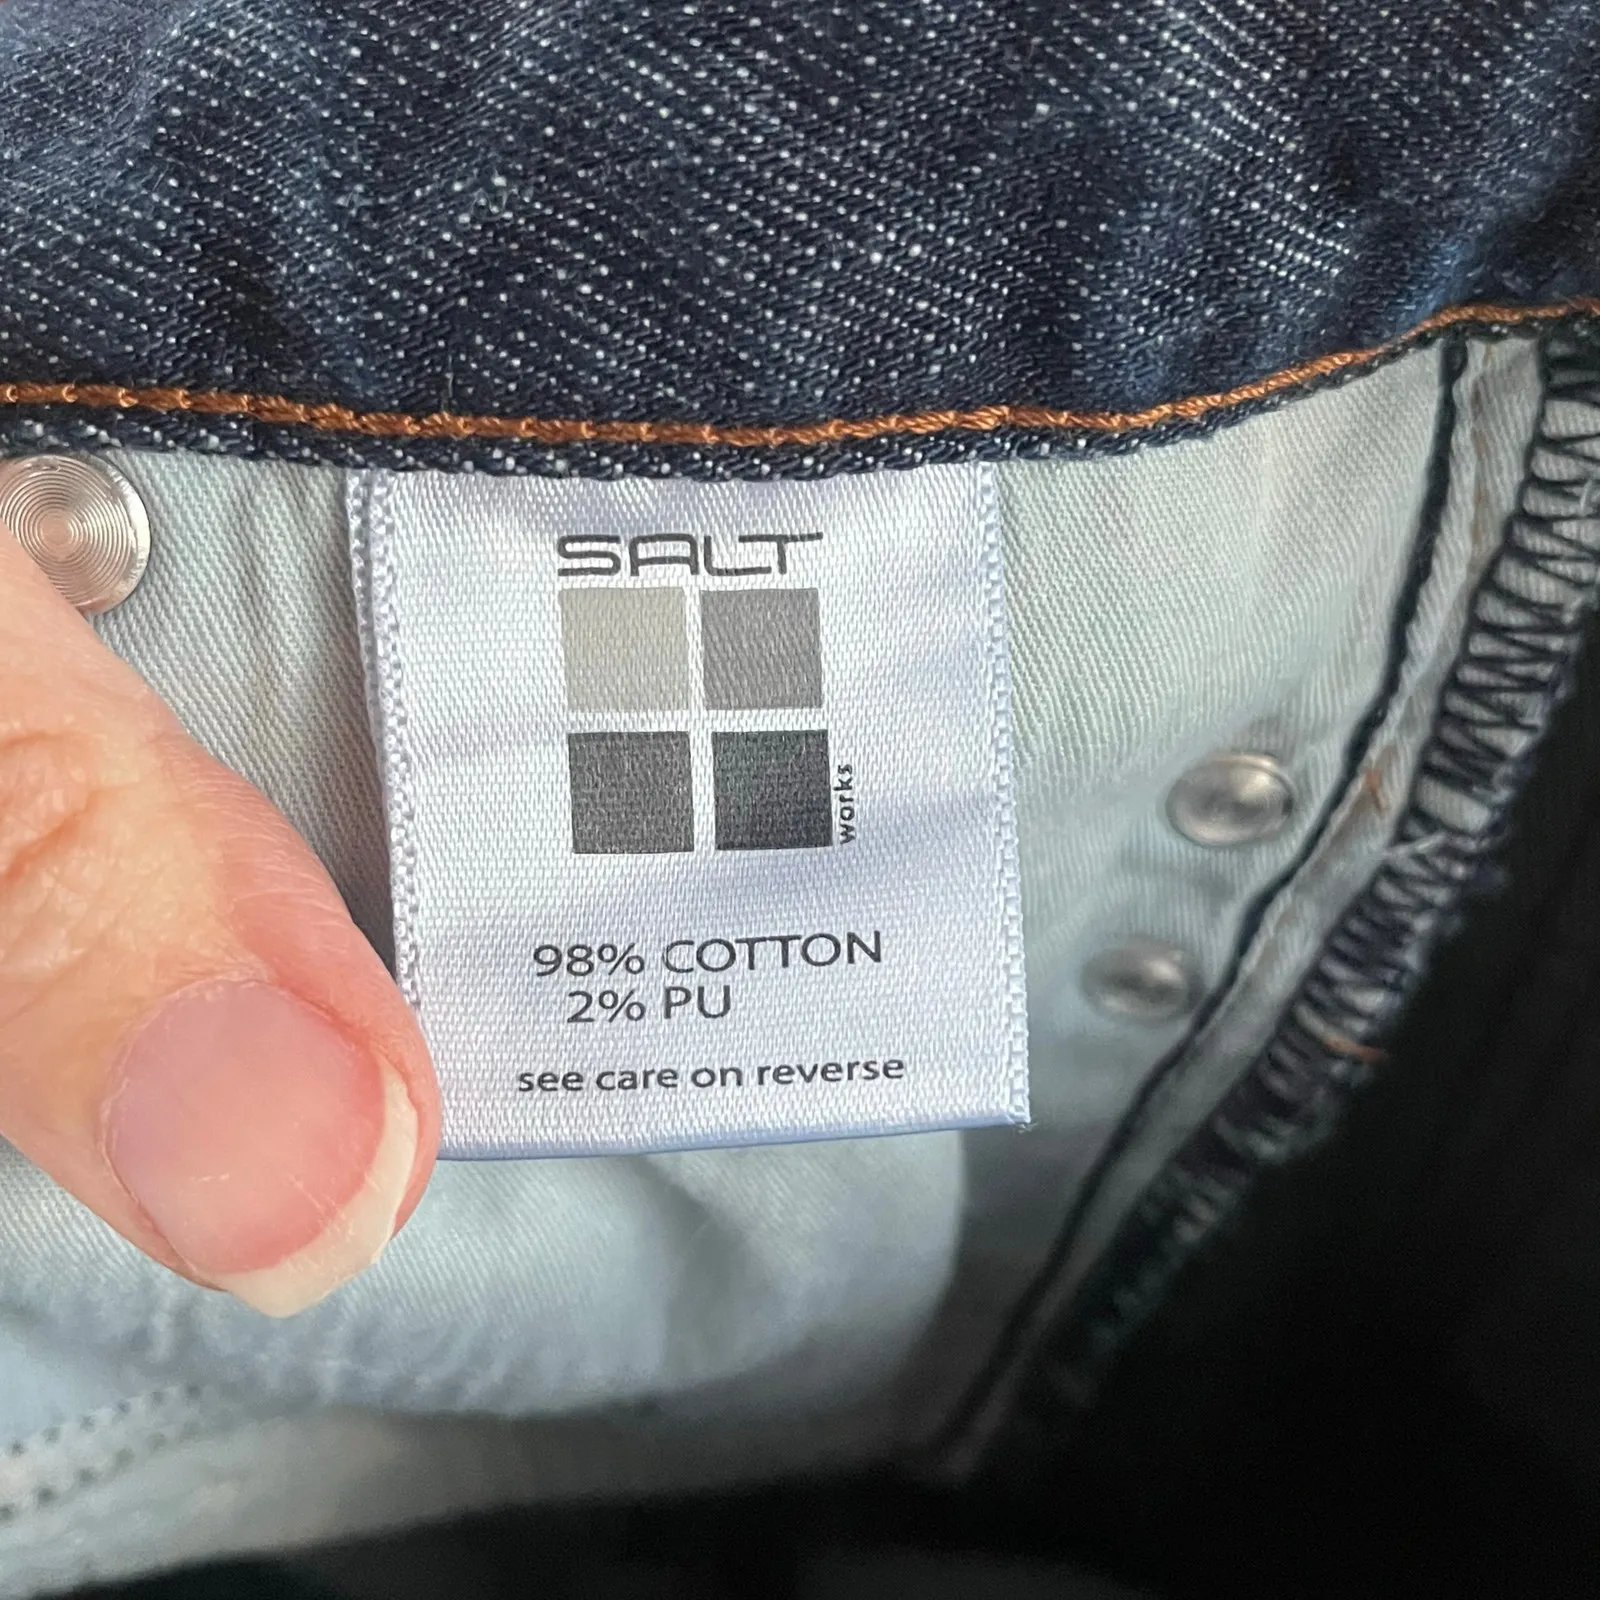 SALT
works
98% COTTON
2% PU
see care on reverse